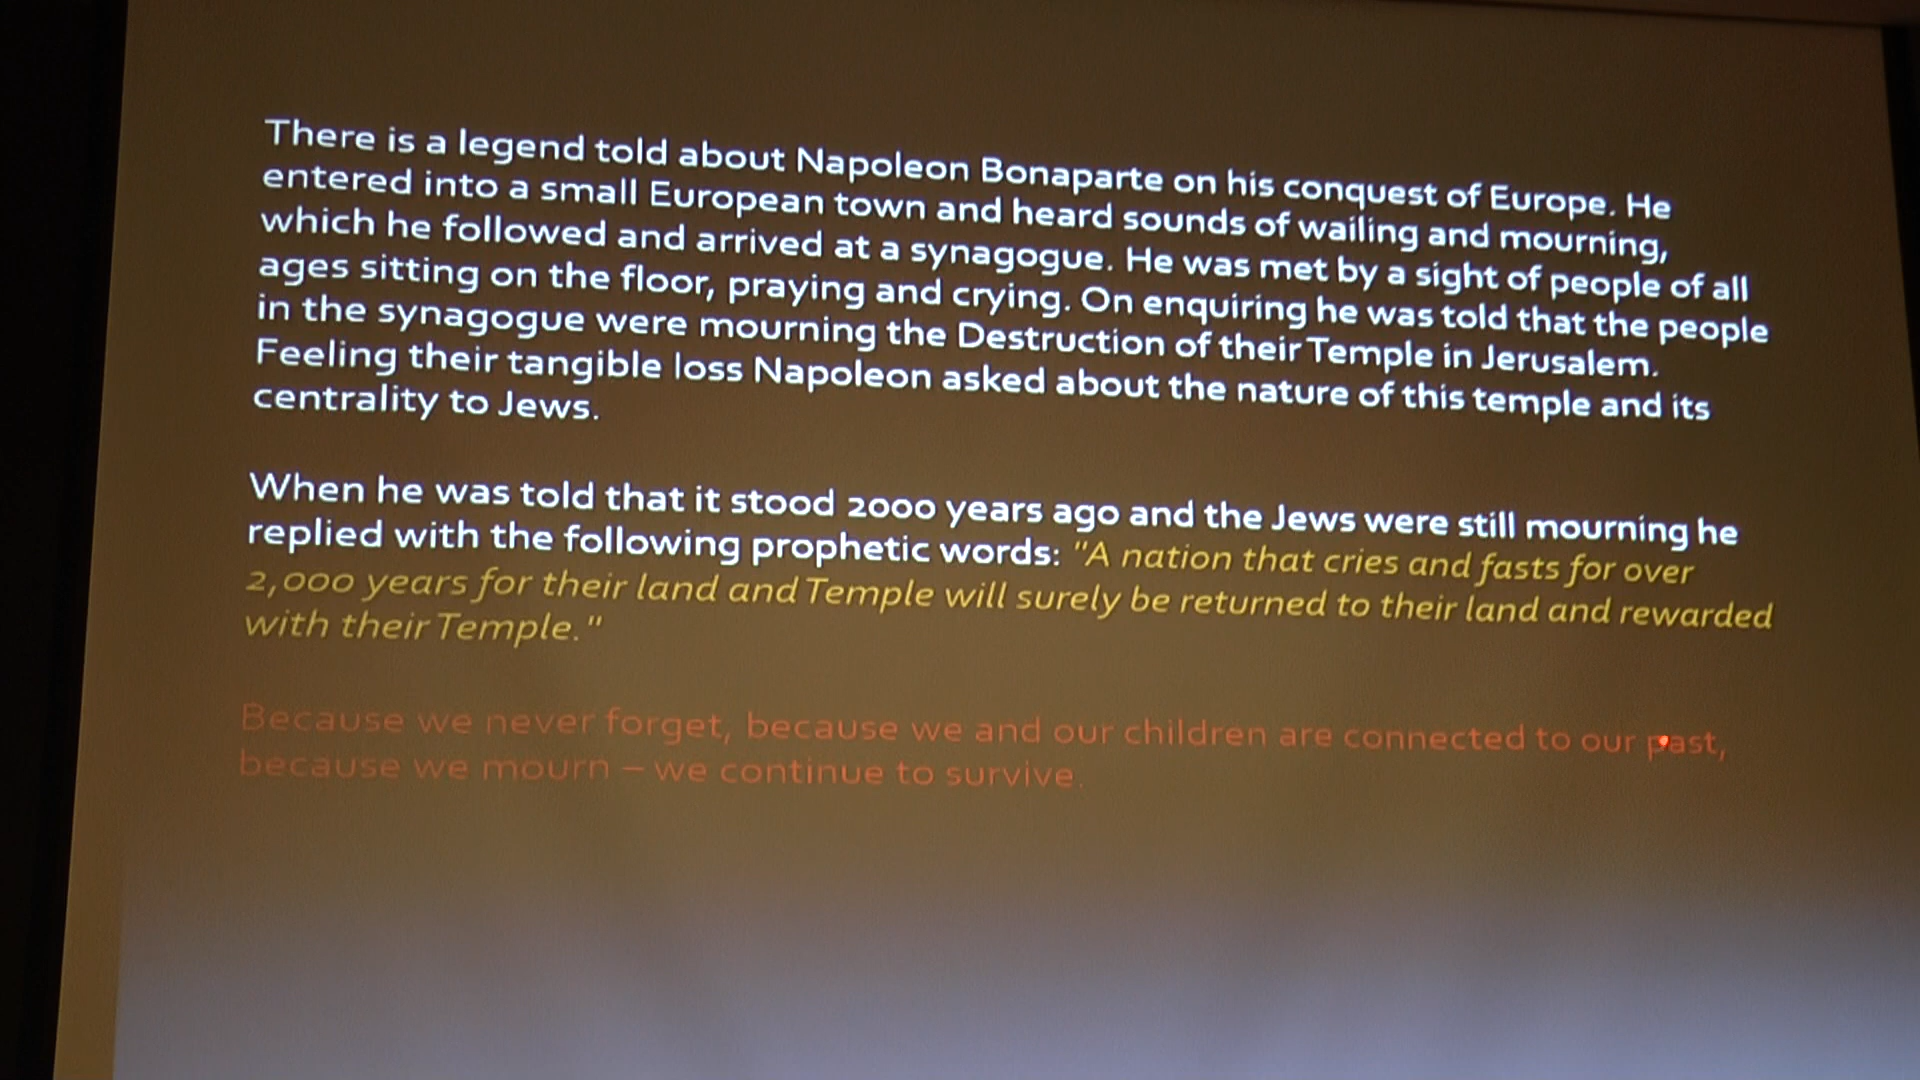 There is a legend told about Napoleon Bonaparte on his conquest of Europe. He
entered into a small European town and heard sounds of wailing and mourning,
which he followed and arrived at a synagogue. He was met by a sight of people of all
ages sitting on the floor, praying and crying. On enquiring he was told that the people
in the synagogue were mourning the Destruction of their Temple in Jerusalem.
Feeling their tangible loss Napoleon asked about the nature of this temple and its
centrality to Jews.
When he was told that it stood 2000 years ago and the Jews were still mourning he
replied with the following prophetic words: "A nation that cries and fasts for over
2,000 years for their land and Temple will surely be returned to their land and rewarded
with their Temple."
Because we never forget, because we and our children are connected to our past,
because we mourn – we continue to survive.